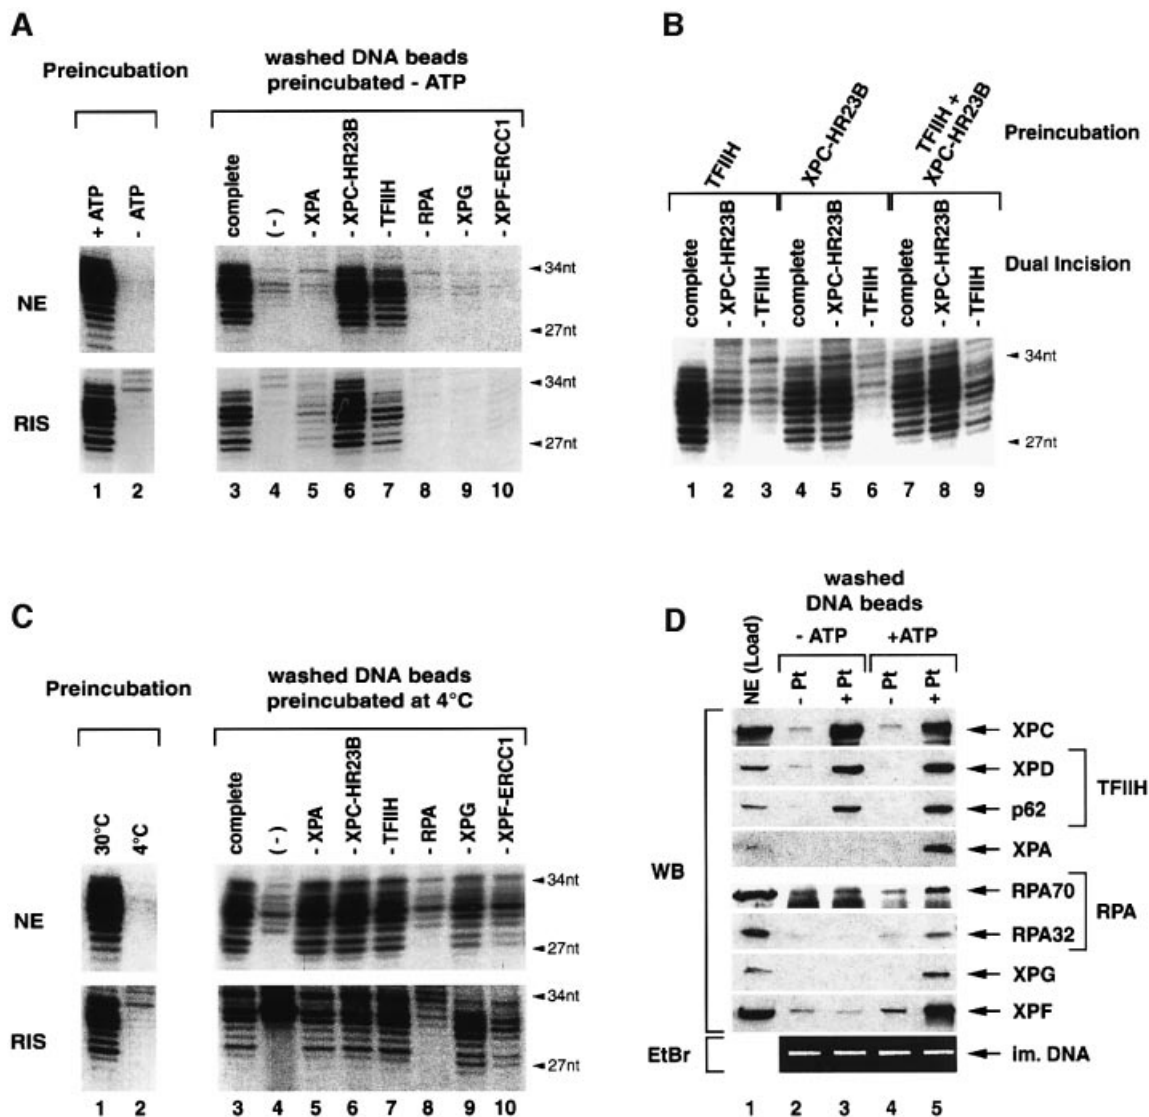 A
Preincubation
washed DNA beads
preincubated - ATP
+ ATP
- ATP
complete
(-)
- XPA
- XPC-HR23B
- TFIIH
- RPA
- XPG
- XPF-ERCC1
NE
34nt
27nt
RIS
34nt
27nt
1 2 3 4 5 6 7 8 9 10
B
TFIIH
XPC-HR23B
TFIIH +
XPC-HR23B
Preincubation
complete
- XPC-HR23B
- TFIIH
complete
- XPC-HR23B
- TFIIH
complete
- XPC-HR23B
- TFIIH
Dual Incision
34nt
27nt
1 2 3 4 5 6 7 8 9
C
Preincubation
washed DNA beads
preincubated at 4°C
30°C
4°C
complete
(-)
- XPA
- XPC-HR23B
- TFIIH
- RPA
- XPG
- XPF-ERCC1
NE
34nt
27nt
RIS
34nt
27nt
1 2 3 4 5 6 7 8 9 10
D
washed
DNA beads
- ATP +ATP
NE (Load)
- Pt
+ Pt
- Pt
+ Pt
WB
XPC
XPD
p62
TFIIH
XPA
RPA70
RPA32
RPA
XPG
XPF
EtBr
im. DNA
1 2 3 4 5